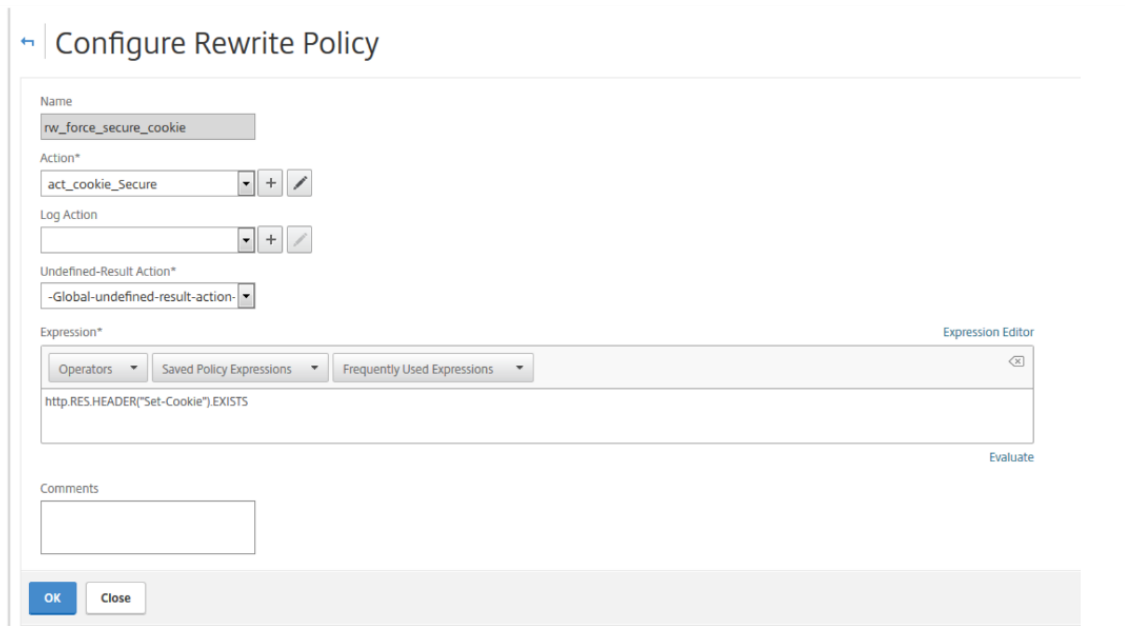 Configure Rewrite Policy
Name
rw_force_secure_cookie
Action*
act_cookie_Secure
Log Action
Undefined-Result Action*
-Global-undefined-result-action-
Expression*
Expression Editor
Operators
Saved Policy Expressions
Frequently Used Expressions
http.RES.HEADER("Set-Cookie").EXISTS
Evaluate
Comments
OK
Close